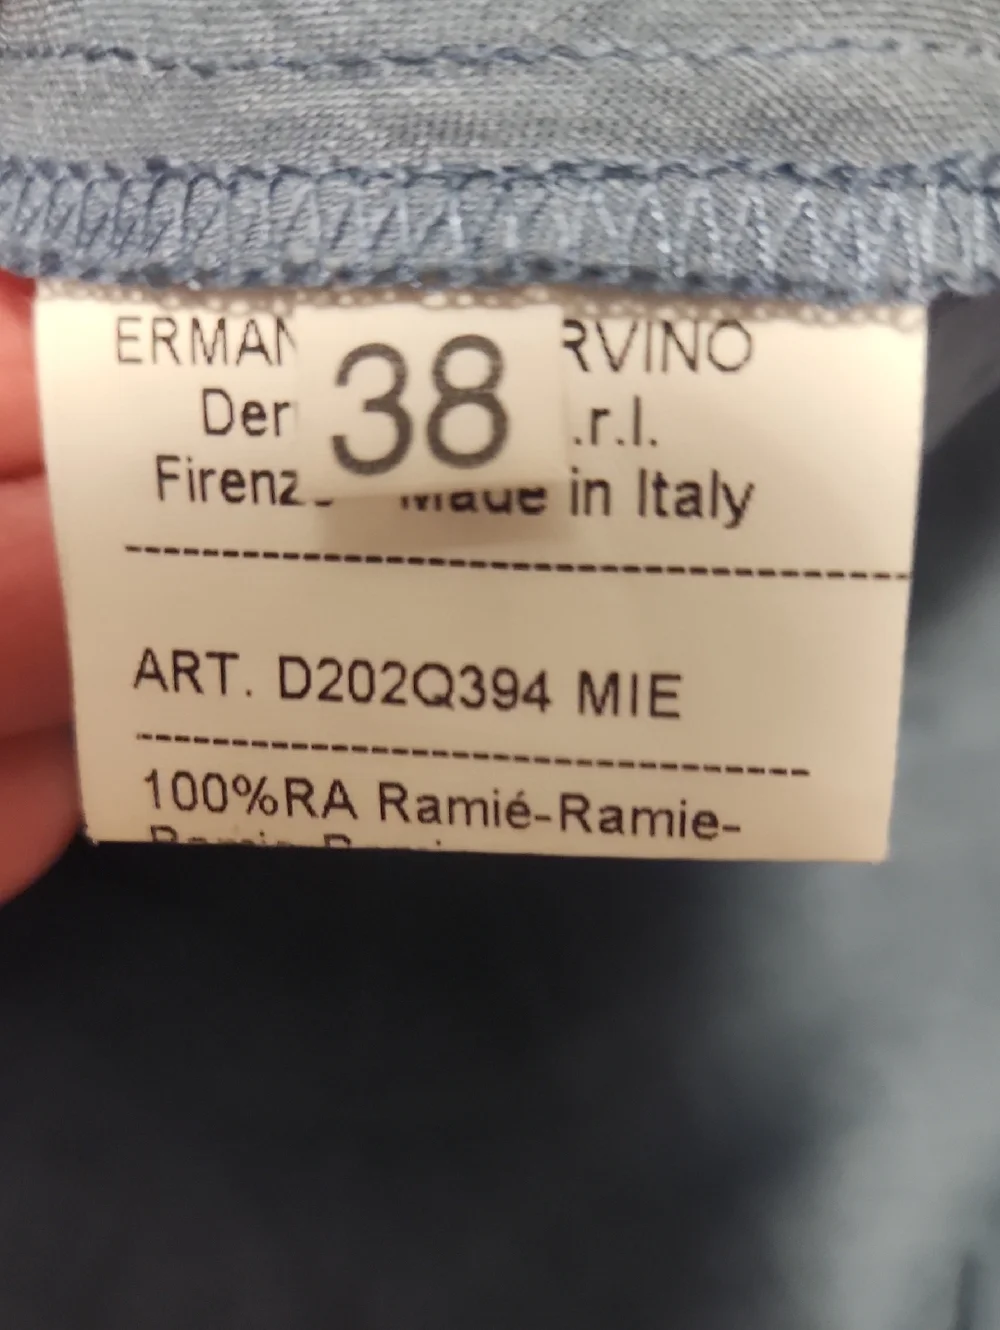 38
ERMAN RVINO
Der .r.l.
Firenz Made in Italy
ART. D202Q394 MIE
100%RA Ramié-Ramie-